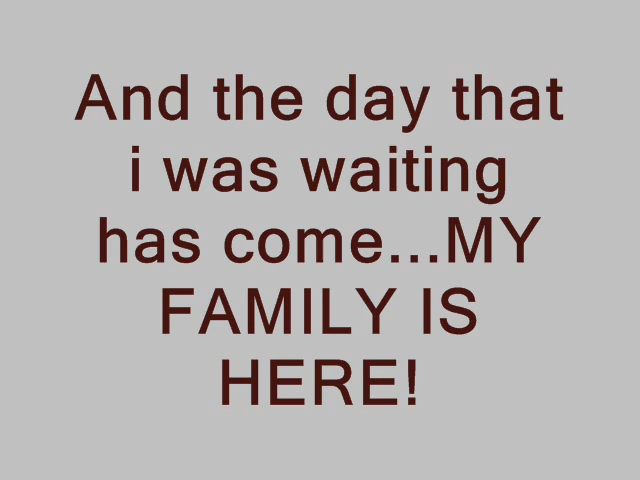 And the day that
i was waiting
has come...MY
FAMILY IS
HERE!